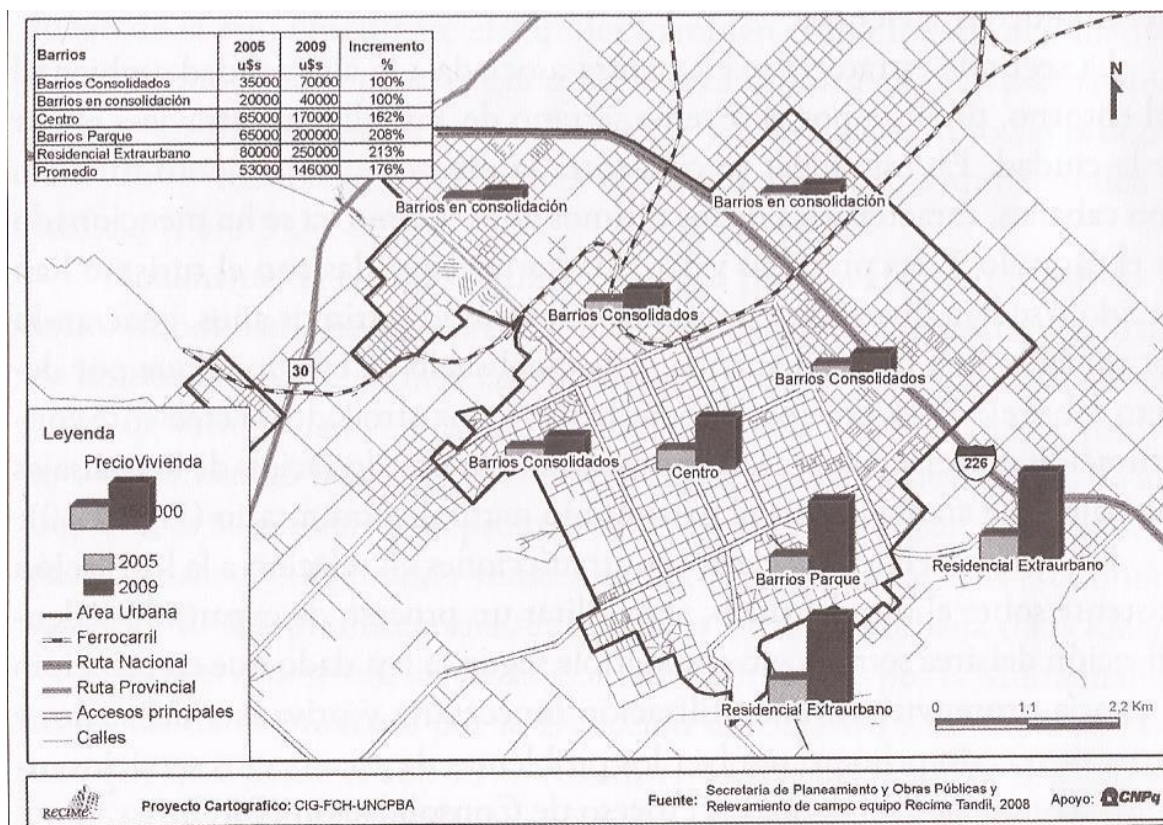 Barrios 2005 2009 Incremento
u$s u$s %
Barrios Consolidados 35000 70000 100%
Barrios en consolidación 20000 40000 100%
Centro 65000 170000 162%
Barrios Parque 65000 200000 208%
Residencial Extraurbano 80000 250000 213%
Promedio 53000 146000 176%
N
Barrios en consolidación
Barrios en consolidación
Barrios Consolidados
30
Barrios Consolidados
Barrios Consolidados
Centro
226
Barrios Parque
Residencial Extraurbano
Residencial Extraurbano
Leyenda
PrecioVivienda
2005
2009
Area Urbana
Ferrocarril
Ruta Nacional
Ruta Provincial
Accesos principales
Calles
0 1,1 2,2 Km
RECIME
Proyecto Cartografico: CIG-FCH-UNCPBA
Fuente: Secretaria de Planeamiento y Obras Públicas y
Relevamiento de campo equipo Recime Tandil, 2008
Apoyo: CNPq